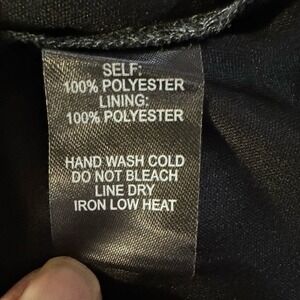 SELF:
100% POLYESTER
LINING:
100% POLYESTER
HAND WASH COLD
DO NOT BLEACH
LINE DRY
IRON LOW HEAT